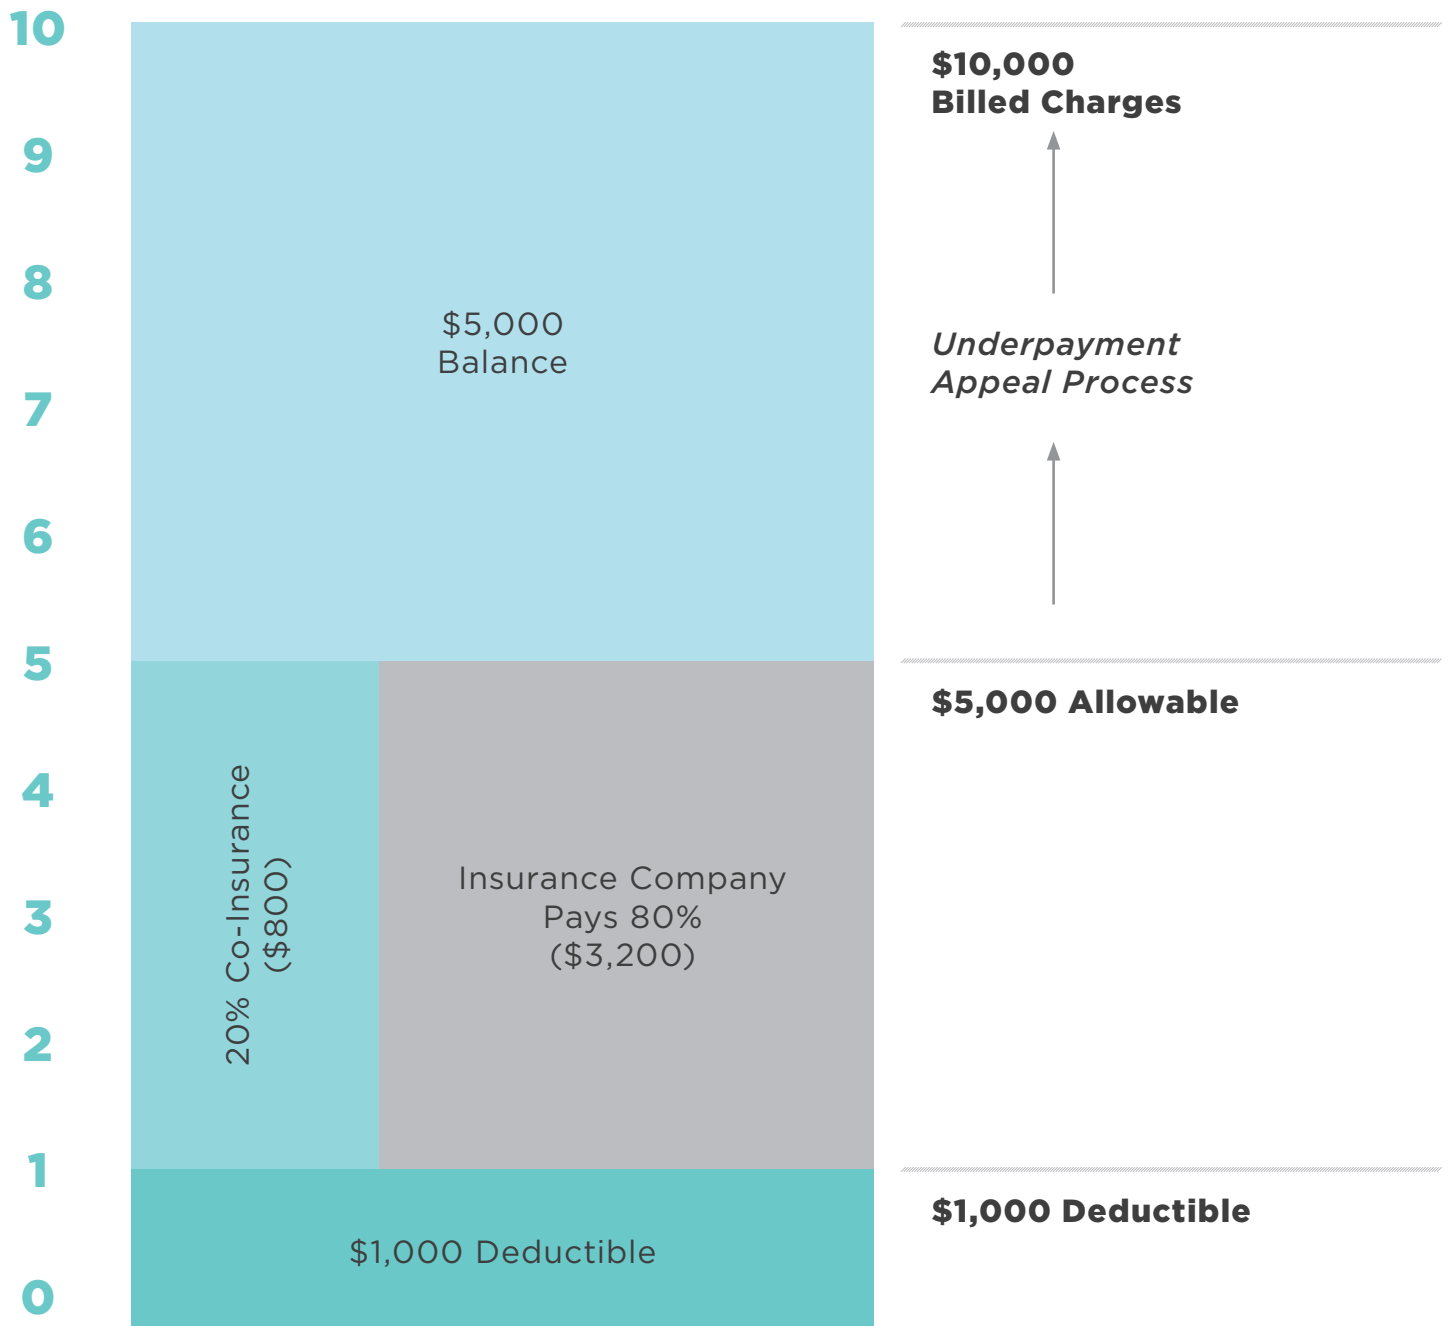 10
9
8
7
6
5
4
3
2
1
0
$5,000
Balance
20% Co-Insurance
($800)
Insurance Company
Pays 80%
($3,200)
$1,000 Deductible
$10,000
Billed Charges
Underpayment
Appeal Process
$5,000 Allowable
$1,000 Deductible